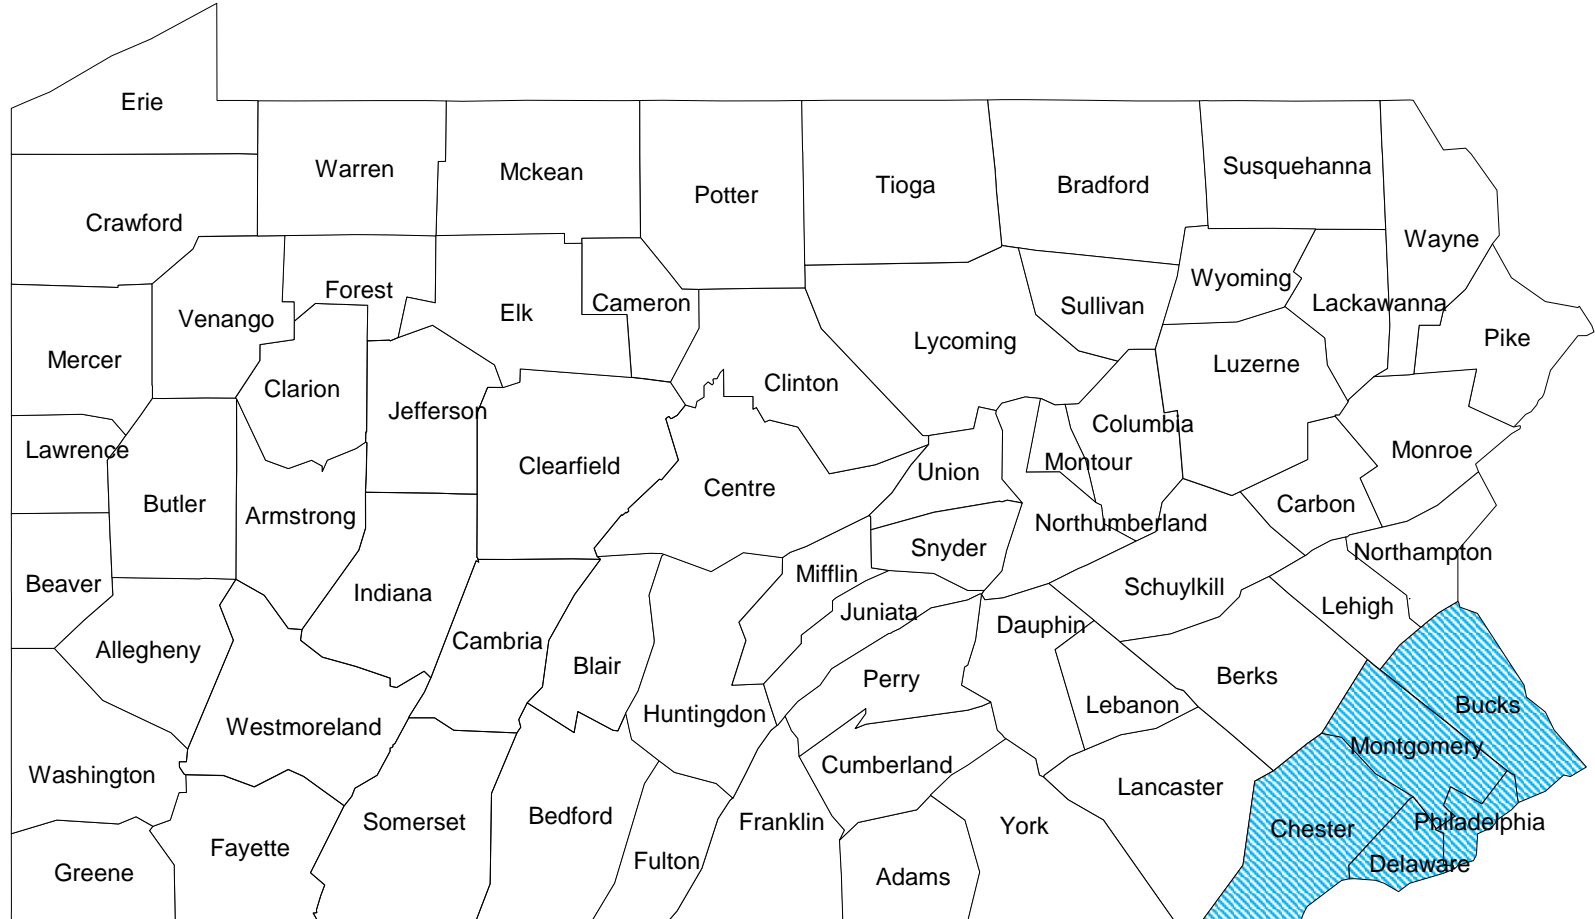 Erie
Warren
Mckean
Potter
Tioga
Bradford
Susquehanna
Crawford
Wayne
Forest
Venango
Elk
Cameron
Sullivan
Wyoming
Lackawanna
Mercer
Clarion
Jefferson
Clinton
Lycoming
Luzerne
Pike
Lawrence
Butler
Armstrong
Clearfield
Centre
Union
Montour
Columbia
Monroe
Carbon
Northumberland
Snyder
Northampton
Beaver
Indiana
Mifflin
Juniata
Schuylkill
Lehigh
Allegheny
Cambria
Blair
Dauphin
Perry
Berks
Lebanon
Huntingdon
Bucks
Westmoreland
Montgomery
Washington
Cumberland
Lancaster
Somerset
Bedford
Franklin
York
Chester
Philadelphia
Greene
Fayette
Fulton
Adams
Delaware